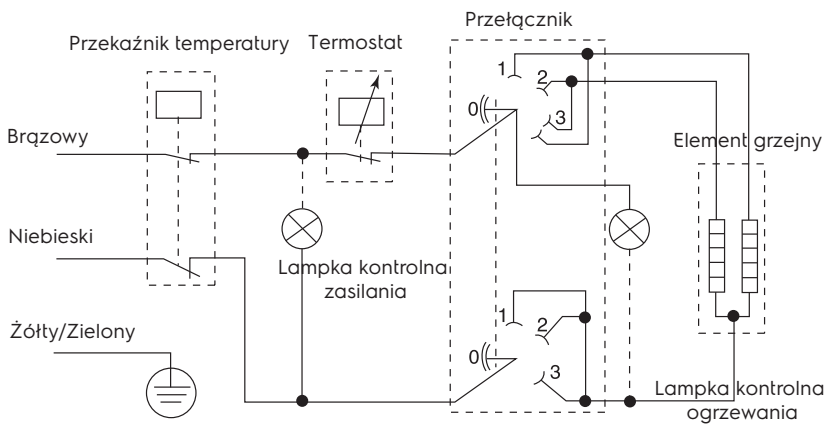 Przełącznik
Przekaźnik temperatury
Termostat
1
2
0
3
Brązowy
Element grzejny
Niebieski
Lampka kontrolna
zasilania
1
2
0
3
Żółty/Zielony
Lampka kontrolna
ogrzewania